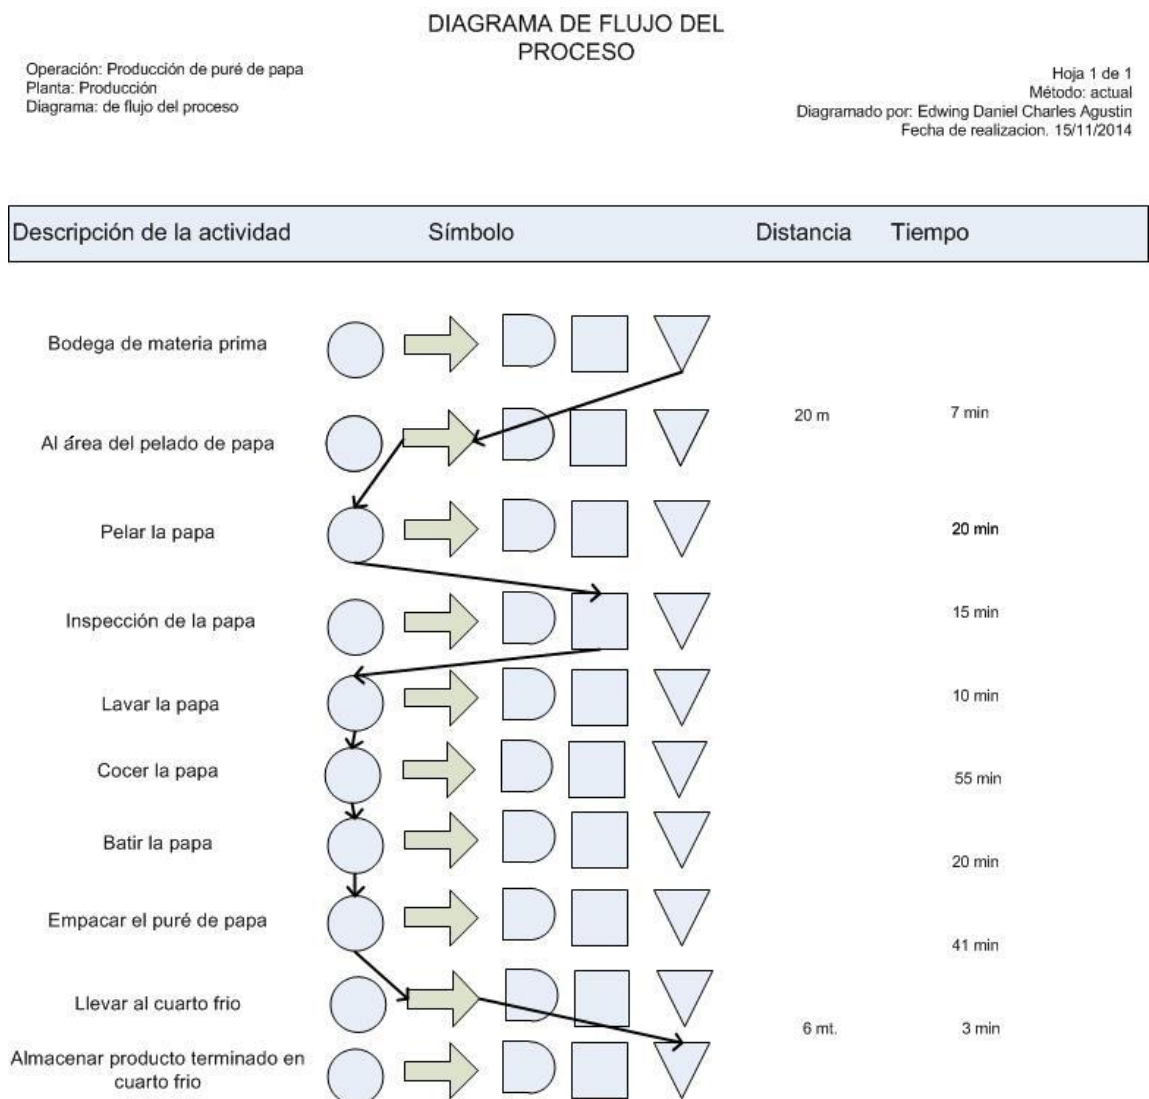 DIAGRAMA DE FLUJO DEL
PROCESO
Operación: Producción de puré de papa
Planta: Producción
Diagrama: de flujo del proceso
Hoja 1 de 1
Método: actual
Diagramado por: Edwing Daniel Charles Agustin
Fecha de realizacion. 15/11/2014
Descripción de la actividad Símbolo Distancia Tiempo
Bodega de materia prima
Al área del pelado de papa 20 m 7 min
Pelar la papa 20 min
Inspección de la papa 15 min
Lavar la papa 10 min
Cocer la papa 55 min
Batir la papa 20 min
Empacar el puré de papa 41 min
Llevar al cuarto frio 6 mt. 3 min
Almacenar producto terminado en
cuarto frio